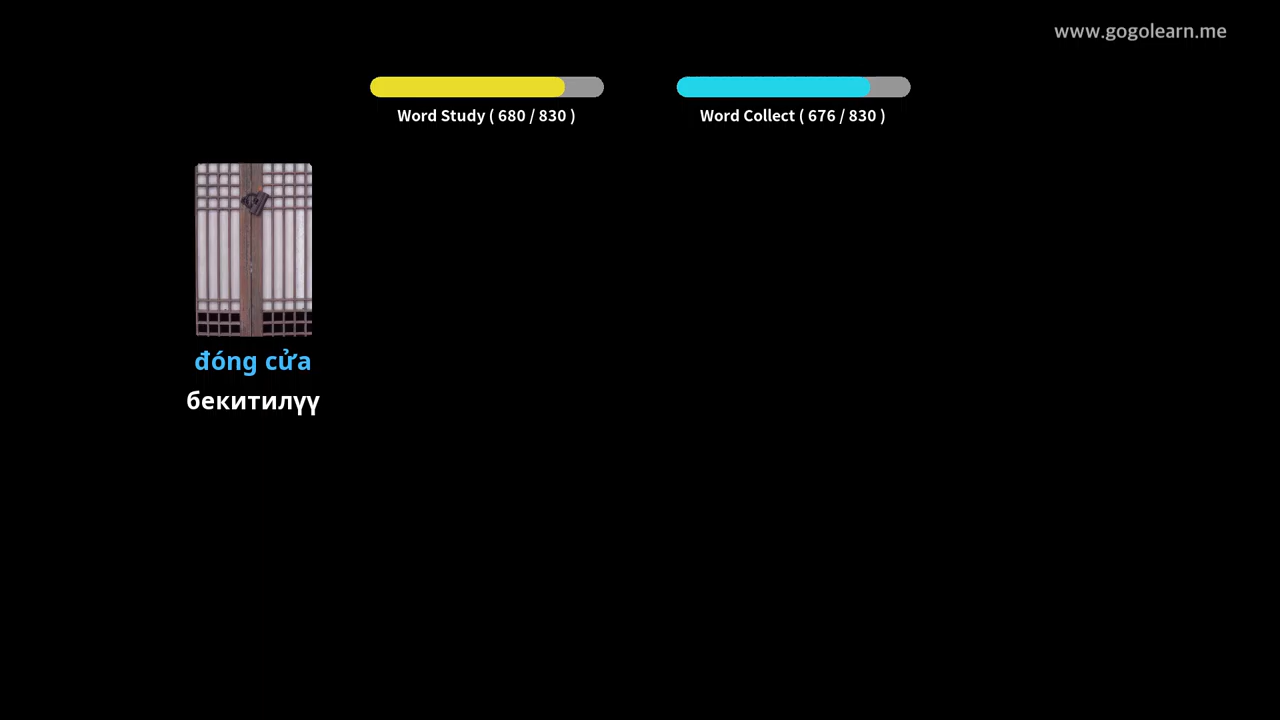 www.gogolearn.me
Word Study ( 680 / 830 )
Word Collect ( 676 / 830 )
đóng cửa
бекитилүү